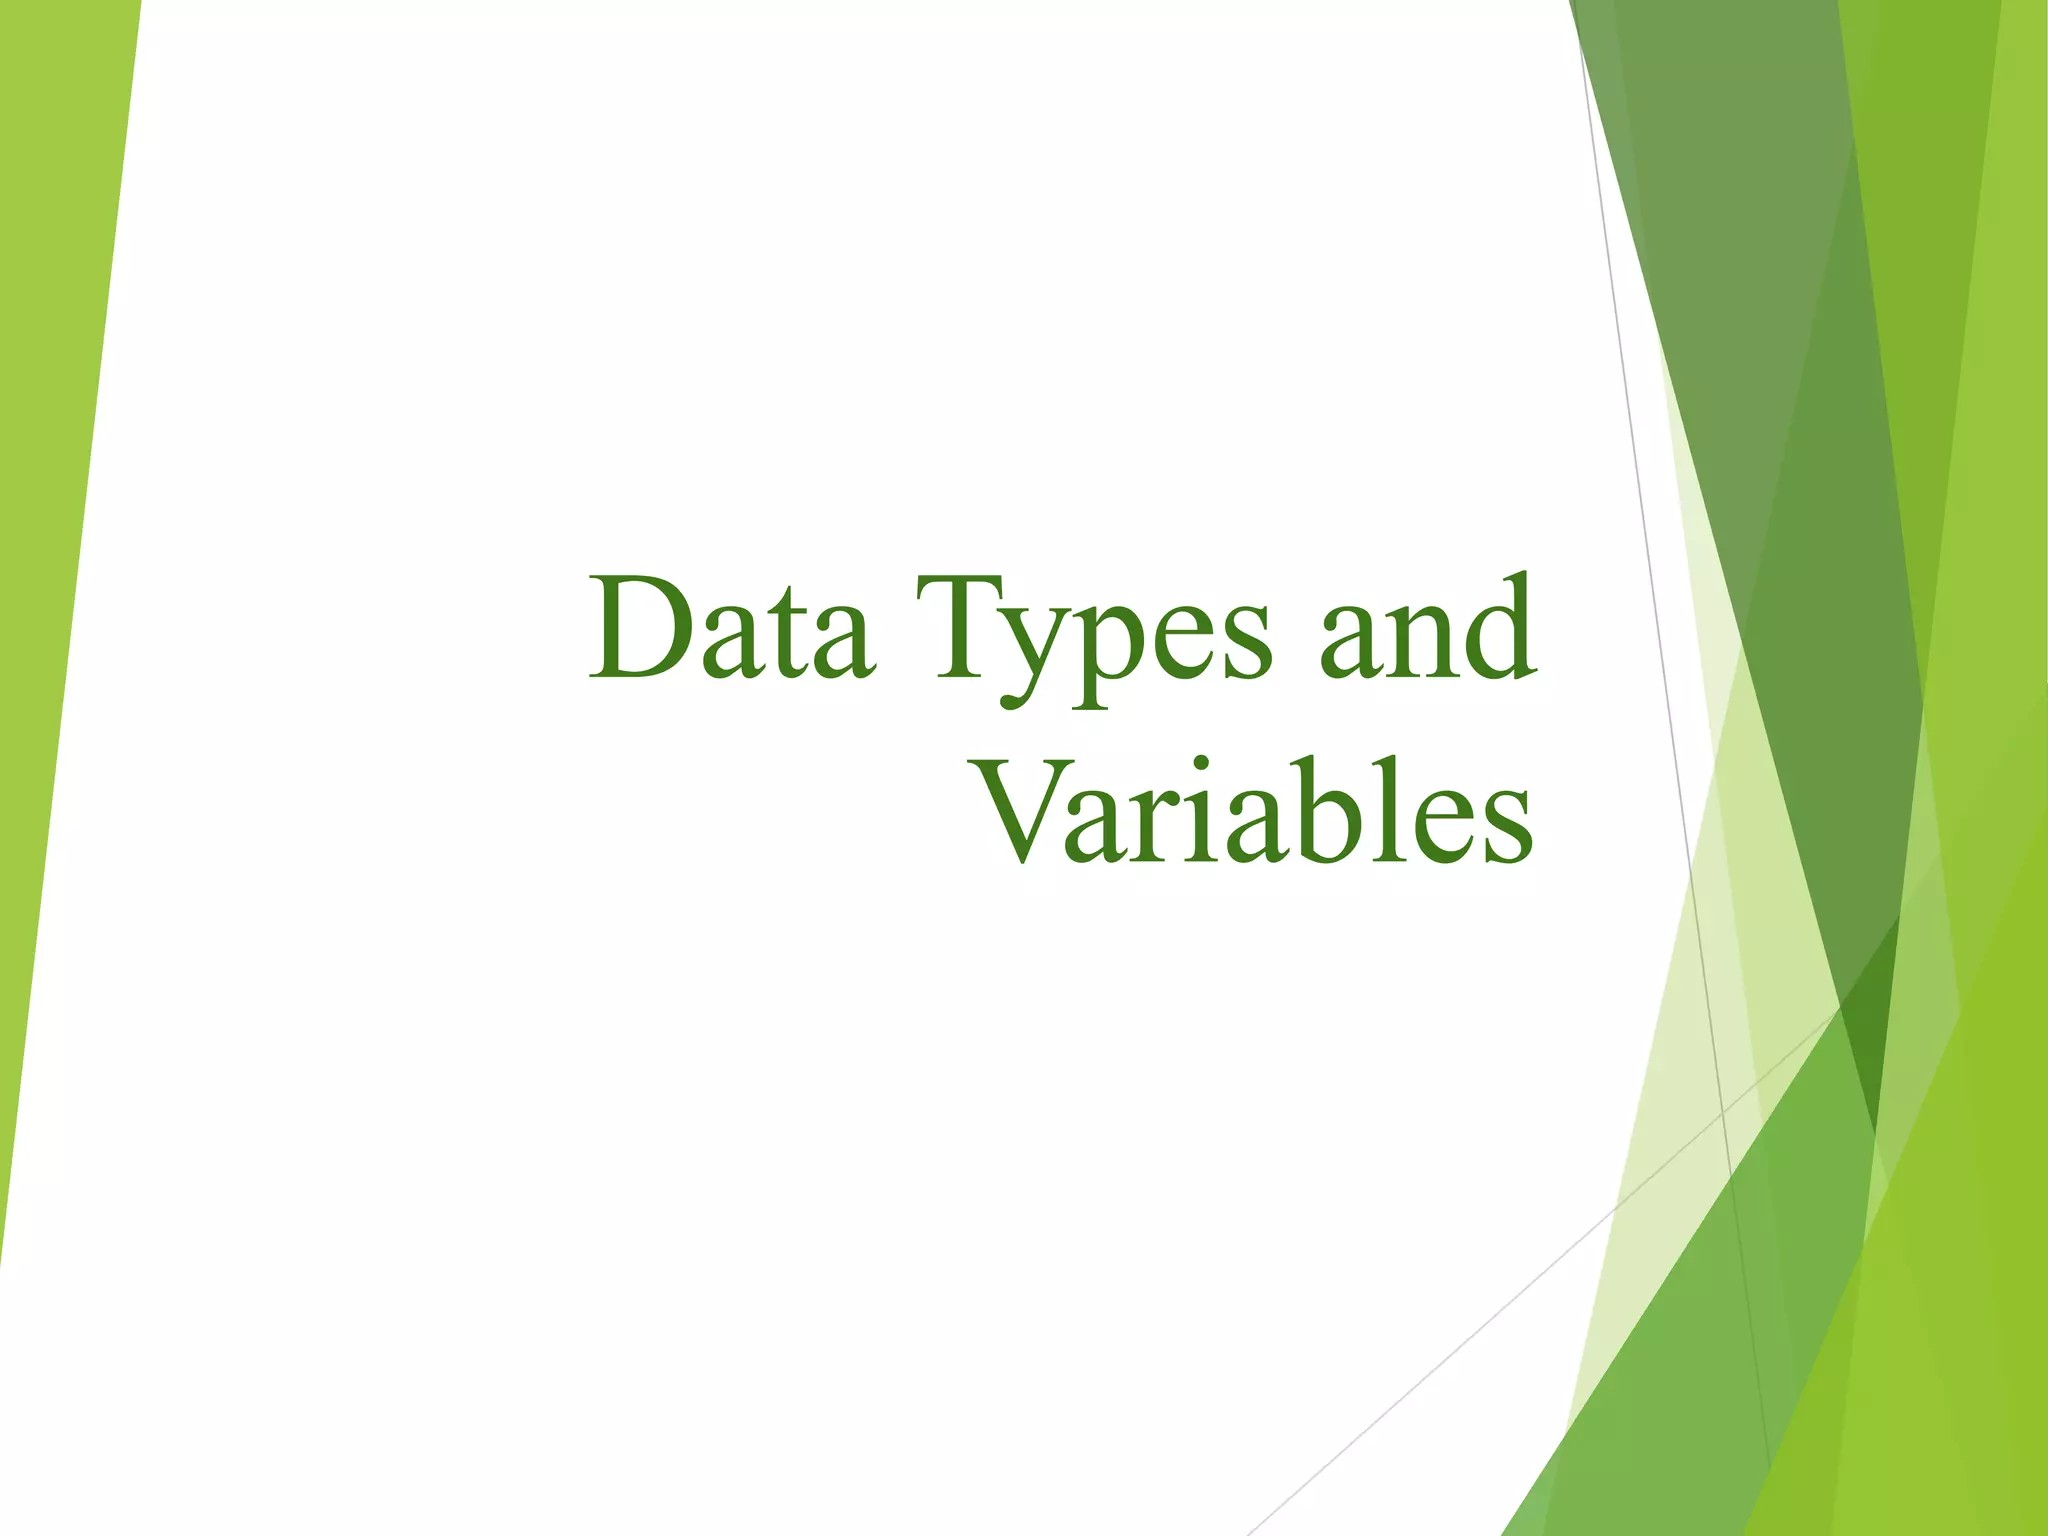 Data Types and
Variables